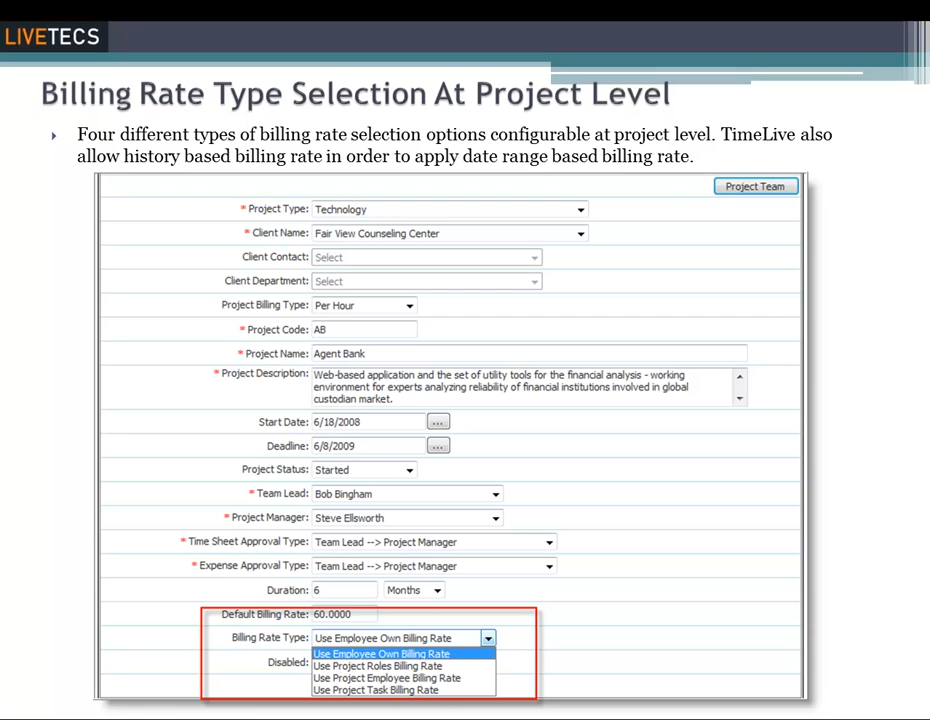 LIVETECS
Billing Rate Type Selection At Project Level
Four different types of billing rate selection options configurable at project level. TimeLive also
allow history based billing rate in order to apply date range based billing rate.
Project Team
* Project Type: Technology
* Client Name: Fair View Counseling Center
Client Contact: Select
Client Department: Select
Project Billing Type: Per Hour
* Project Code: AB
* Project Name: Agent Bank
* Project Description: Web-based application and the set of utility tools for the financial analysis - working
environment for experts analyzing reliability of financial institutions involved in global
custodian market.
Start Date: 6/18/2008 ...
Deadline: 6/8/2009 ...
Project Status: Started
* Team Lead: Bob Bingham
* Project Manager: Steve Ellsworth
* Time Sheet Approval Type: Team Lead --> Project Manager
* Expense Approval Type: Team Lead --> Project Manager
Duration: 6 Months
Default Billing Rate: 60.0000
Billing Rate Type: Use Employee Own Billing Rate
Use Employee Own Billing Rate
Disabled: Use Project Roles Billing Rate
Use Project Employee Billing Rate
Use Project Task Billing Rate